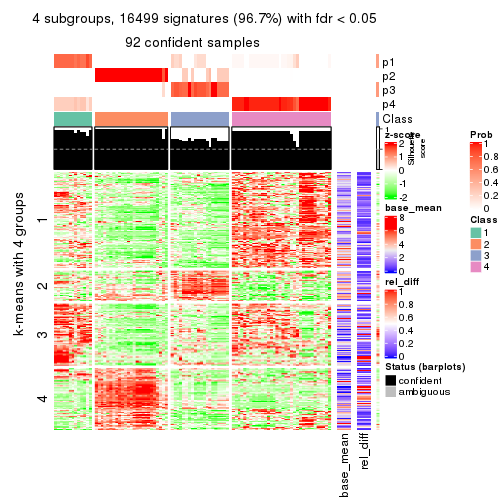 4 subgroups, 16499 signatures (96.7%) with fdr < 0.05
92 confident samples
p1
p2
p3
p4
Class
1
Silhouette
score
k-means with 4 groups
1
2
3
4
base_mean
rel_diff
z-score
2
1
0
-1
-2
base_mean
8
6
4
2
0
rel_diff
1
0.8
0.6
0.4
0.2
0
Status (barplots)
confident
ambiguous
Prob
1
0.8
0.6
0.4
0.2
0
Class
1
2
3
4